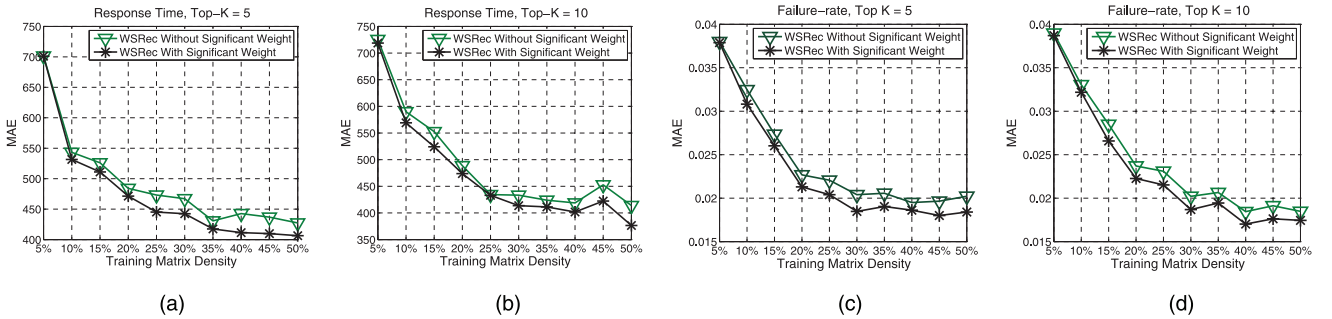 Response Time, Top-K = 5
WSRec Without Significant Weight
WSRec With Significant Weight
MAE
750
700
650
600
550
500
450
400
5% 10% 15% 20% 25% 30% 35% 40% 45% 50%
Training Matrix Density
(a)
Response Time, Top-K = 10
WSRec Without Significant Weight
WSRec With Significant Weight
MAE
750
700
650
600
550
500
450
400
350
5% 10% 15% 20% 25% 30% 35% 40% 45% 50%
Training Matrix Density
(b)
Failure-rate, Top K = 5
WSRec Without Significant Weight
WSRec With Significant Weight
MAE
0.04
0.035
0.03
0.025
0.02
0.015
5% 10% 15% 20% 25% 30% 35% 40% 45% 50%
Training Matrix Density
(c)
Failure-rate, Top K = 10
WSRec Without Significant Weight
WSRec With Significant Weight
MAE
0.04
0.035
0.03
0.025
0.02
0.015
5% 10% 15% 20% 25% 30% 35% 40% 45% 50%
Training Matrix Density
(d)